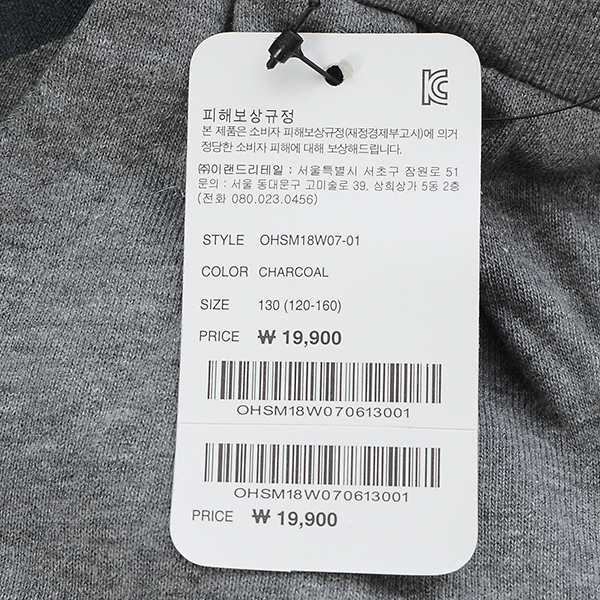 KC
피해보상규정
본 제품은 소비자 피해보상규정(재정경제부고시)에 의거
정당한 소비자 피해에 대해 보상해드립니다.
(주)이랜드리테일 : 서울특별시 서초구 잠원로 51
문의 : 서울 동대문구 고미술로 39. 삼희상가 5동 2층
(전화 080.023.0456)
STYLE OHSM18W07-01
COLOR CHARCOAL
SIZE 130 (120-160)
PRICE ₩ 19,900
OHSM18W070613001
OHSM18W070613001
PRICE ₩ 19,900